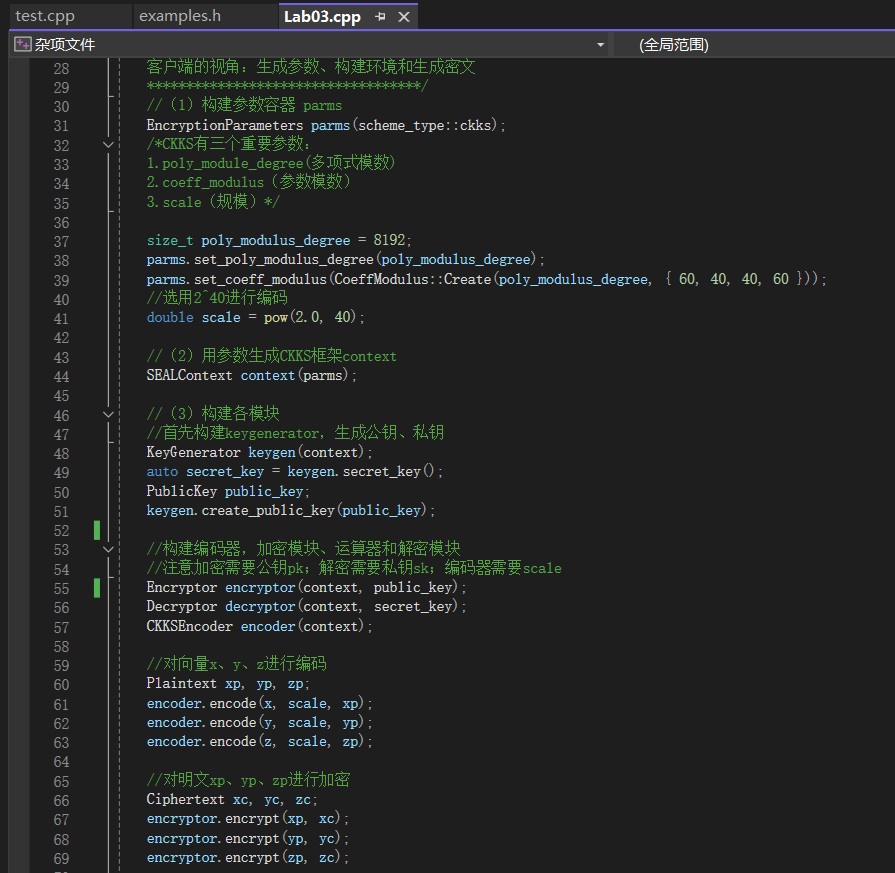 test.cpp examples.h Lab03.cpp
杂项文件 (全局范围)
28 客户端的视角：生成参数、构建环境和生成密文
29 **********************************/
30 //（1）构建参数容器 parms
31 EncryptionParameters parms(scheme_type::ckks);
32 /*CKKS有三个重要参数：
33 1.poly_module_degree(多项式模数)
34 2.coeff_modulus（参数模数）
35 3.scale（规模）*/
36
37 size_t poly_modulus_degree = 8192;
38 parms.set_poly_modulus_degree(poly_modulus_degree);
39 parms.set_coeff_modulus(CoeffModulus::Create(poly_modulus_degree, { 60, 40, 40, 60 }));
40 //选用2^40进行编码
41 double scale = pow(2.0, 40);
42
43 //（2）用参数生成CKKS框架context
44 SEALContext context(parms);
45
46 //（3）构建各模块
47 //首先构建keygenerator，生成公钥、私钥
48 KeyGenerator keygen(context);
49 auto secret_key = keygen.secret_key();
50 PublicKey public_key;
51 keygen.create_public_key(public_key);
52
53 //构建编码器，加密模块、运算器和解密模块
54 //注意加密需要公钥pk；解密需要私钥sk；编码器需要scale
55 Encryptor encryptor(context, public_key);
56 Decryptor decryptor(context, secret_key);
57 CKKSEncoder encoder(context);
58
59 //对向量x、y、z进行编码
60 Plaintext xp, yp, zp;
61 encoder.encode(x, scale, xp);
62 encoder.encode(y, scale, yp);
63 encoder.encode(z, scale, zp);
64
65 //对明文xp、yp、zp进行加密
66 Ciphertext xc, yc, zc;
67 encryptor.encrypt(xp, xc);
68 encryptor.encrypt(yp, yc);
69 encryptor.encrypt(zp, zc);